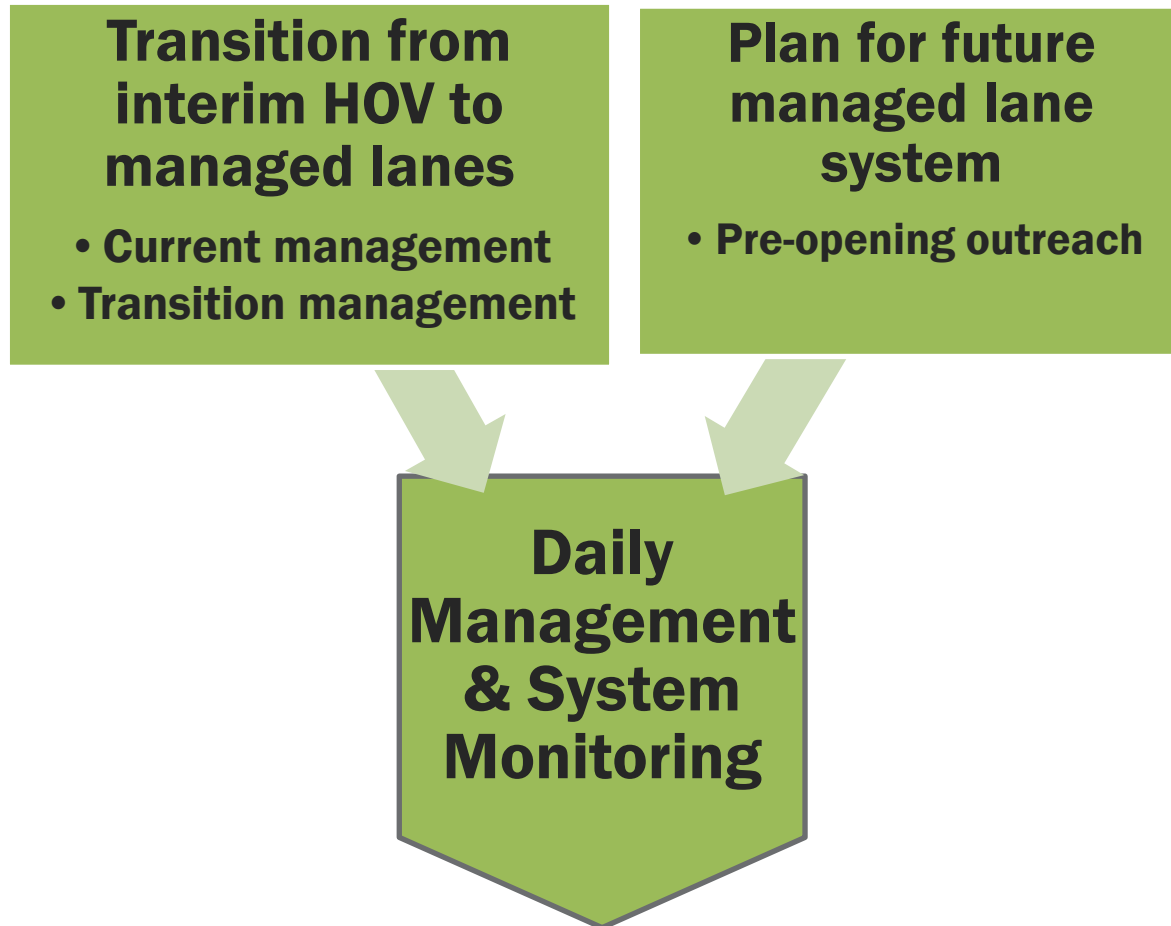 Transition from
interim HOV to
managed lanes
• Current management
• Transition management
Plan for future
managed lane
system
• Pre-opening outreach
Daily
Management
& System
Monitoring